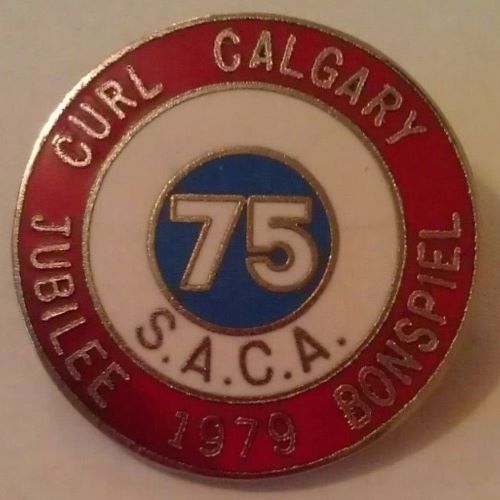 CURL CALGARY
JUBILEE 1979 BONSPIEL
75
S.A.C.A.